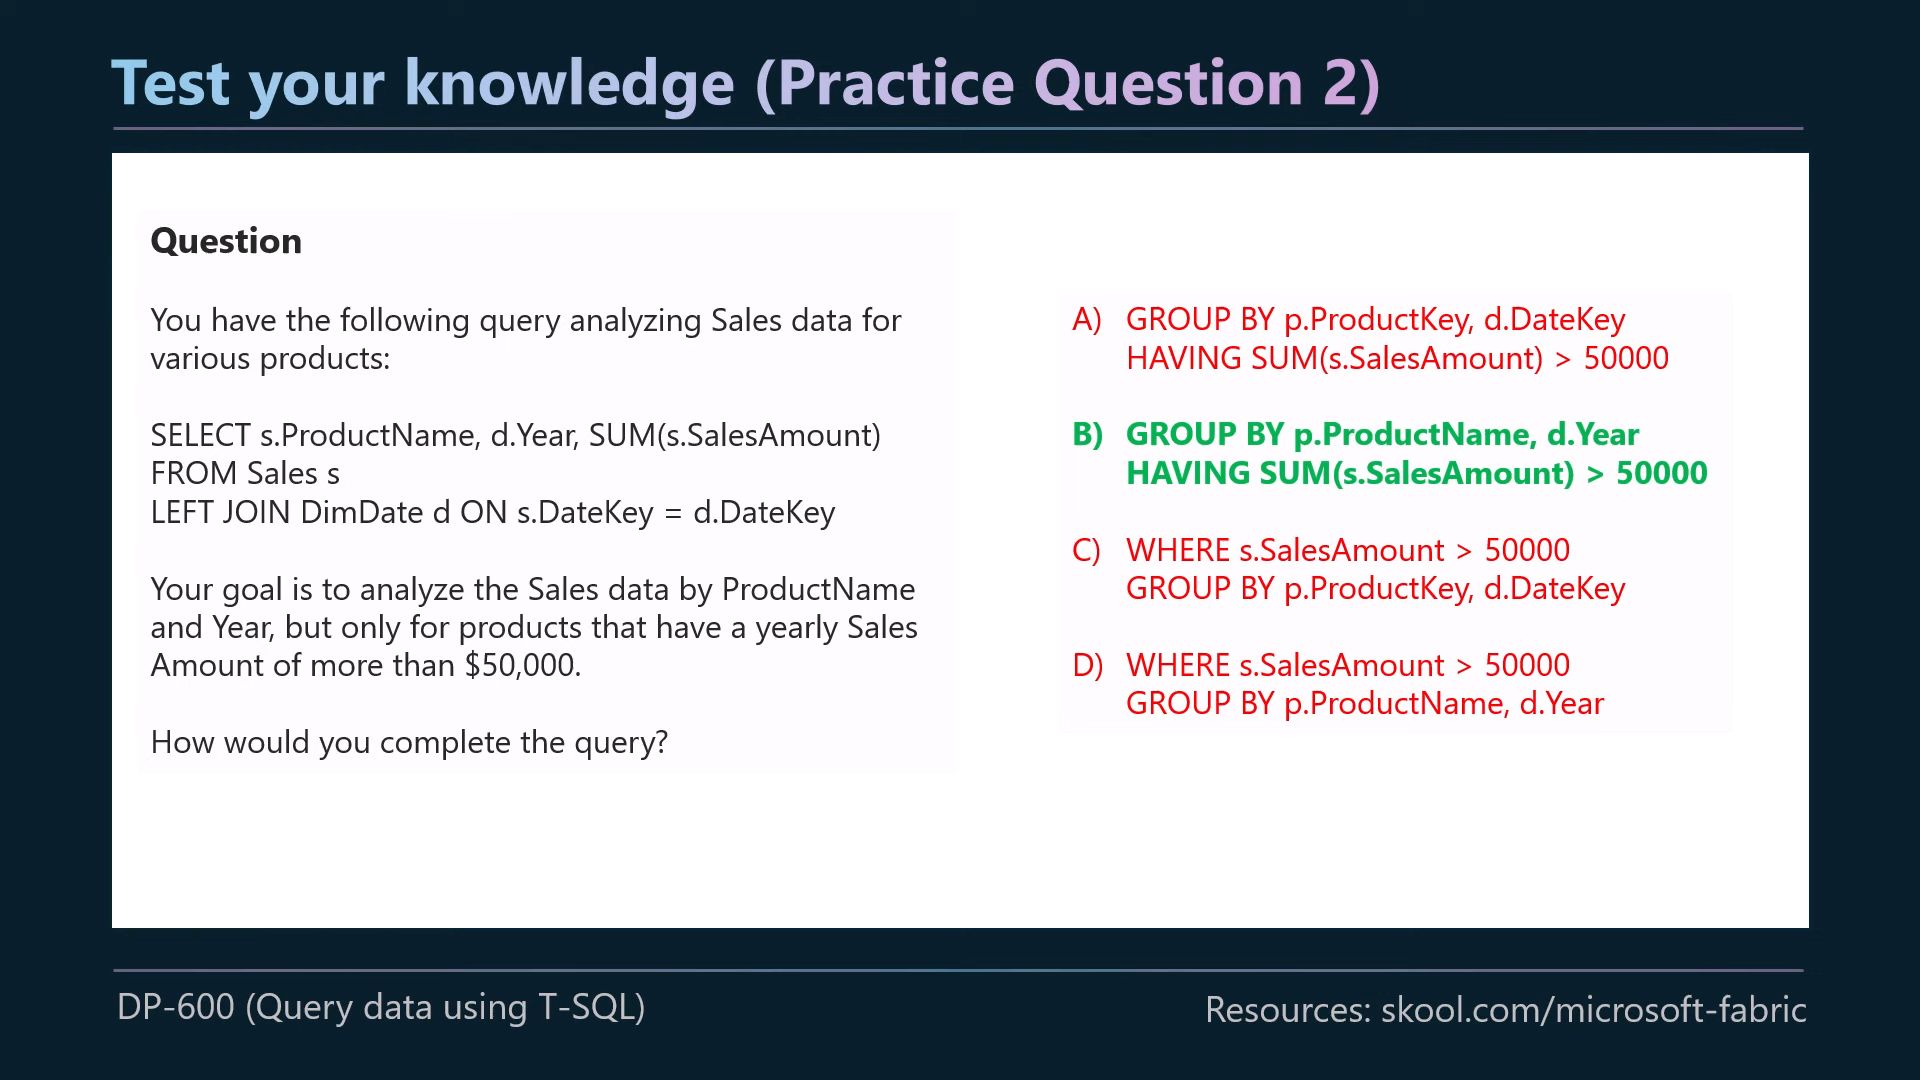 Test your knowledge (Practice Question 2)
Question
You have the following query analyzing Sales data for
various products:
SELECT s.ProductName, d.Year, SUM(s.SalesAmount)
FROM Sales s
LEFT JOIN DimDate d ON s.DateKey = d.DateKey
Your goal is to analyze the Sales data by ProductName
and Year, but only for products that have a yearly Sales
Amount of more than $50,000.
How would you complete the query?
A) GROUP BY p.ProductKey, d.DateKey
HAVING SUM(s.SalesAmount) > 50000
B) GROUP BY p.ProductName, d.Year
HAVING SUM(s.SalesAmount) > 50000
C) WHERE s.SalesAmount > 50000
GROUP BY p.ProductKey, d.DateKey
D) WHERE s.SalesAmount > 50000
GROUP BY p.ProductName, d.Year
DP-600 (Query data using T-SQL)
Resources: skool.com/microsoft-fabric